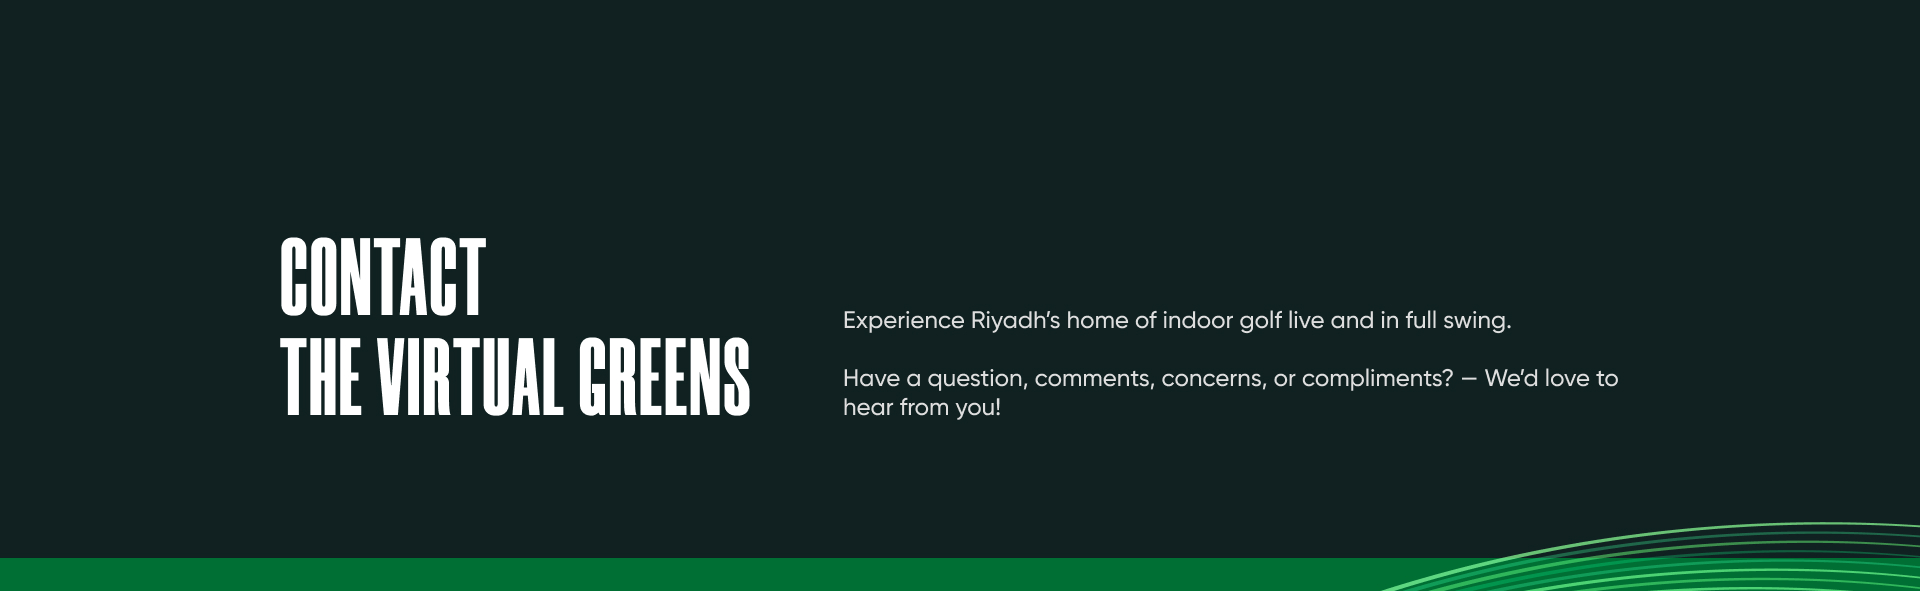 CONTACT
THE VIRTUAL GREENS
Experience Riyadh’s home of indoor golf live and in full swing.
Have a question, comments, concerns, or compliments? — We’d love to
hear from you!